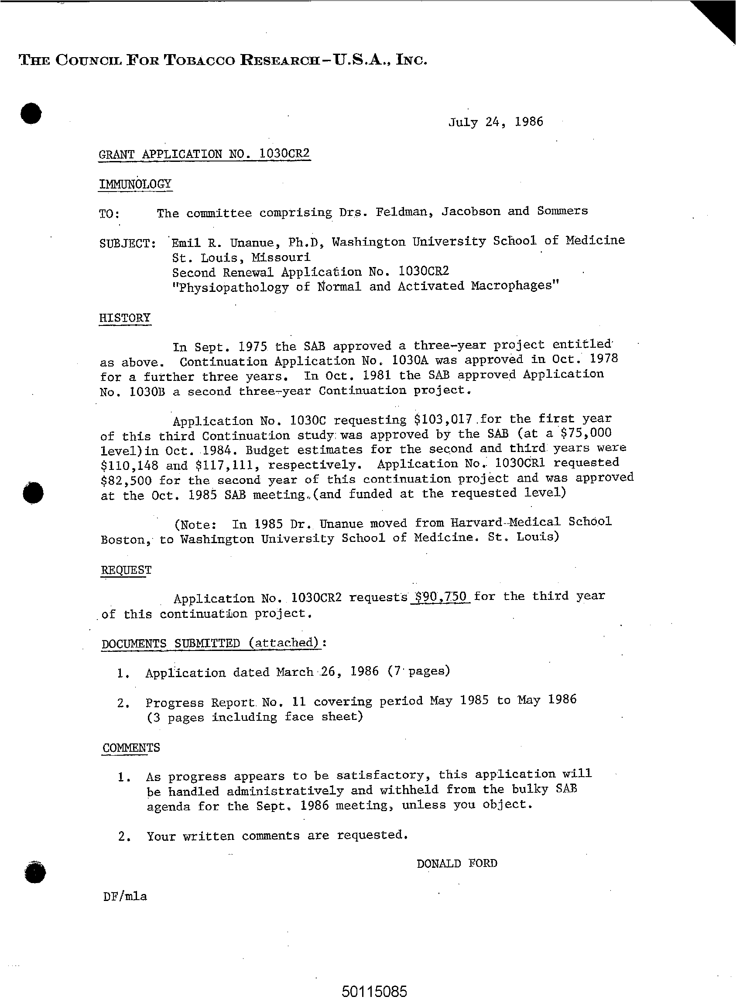 THE COUNCIL FOR TOBACCO RESEARCH-U.S.A., INC.
July 24, 1986
GRANT APPLICATION NO. 1030CR2
IMMUNOLOGY
TO: The committee comprising Drs. Feldman, Jacobson and Sommers
SUBJECT: Emil R. Unanue, Ph.D, Washington University School of Medicine
St. Louis, Missouri
Second Renewal Application No. 1030CR2
"Physiopathology of Normal and Activated Macrophages"
HISTORY
In Sept. 1975 the SAB approved a three-year project entitled
as above. Continuation Application No. 1030A was approved in Oct. 1978
for a further three years. In Oct. 1981 the SAB approved Application
No. 1030B a second three-year Continuation project.
Application No. 1030C requesting $103,017 for the first year
of this third Continuation study was approved by the SAB (at a $75,000
level)in Oct. 1984. Budget estimates for the second and third years were
$110,148 and $117,111, respectively. Application No. 1030CR1 requested
$82,500 for the second year of this continuation project and was approved
at the Oct. 1985 SAB meeting.(and funded at the requested level)
(Note: In 1985 Dr. Unanue moved from Harvard Medical School
Boston, to Washington University School of Medicine. St. Louis)
REQUEST
Application No. 1030CR2 requests $90,750 for the third year
of this continuation project.
DOCUMENTS SUBMITTED (attached):
1. Application dated March 26, 1986 (7 pages)
2. Progress Report No. 11 covering period May 1985 to May 1986
(3 pages including face sheet)
COMMENTS
1. As progress appears to be satisfactory, this application will
be handled administratively and withheld from the bulky SAB
agenda for the Sept. 1986 meeting, unless you object.
2. Your written comments are requested.
DONALD FORD
DF/mla
50115085